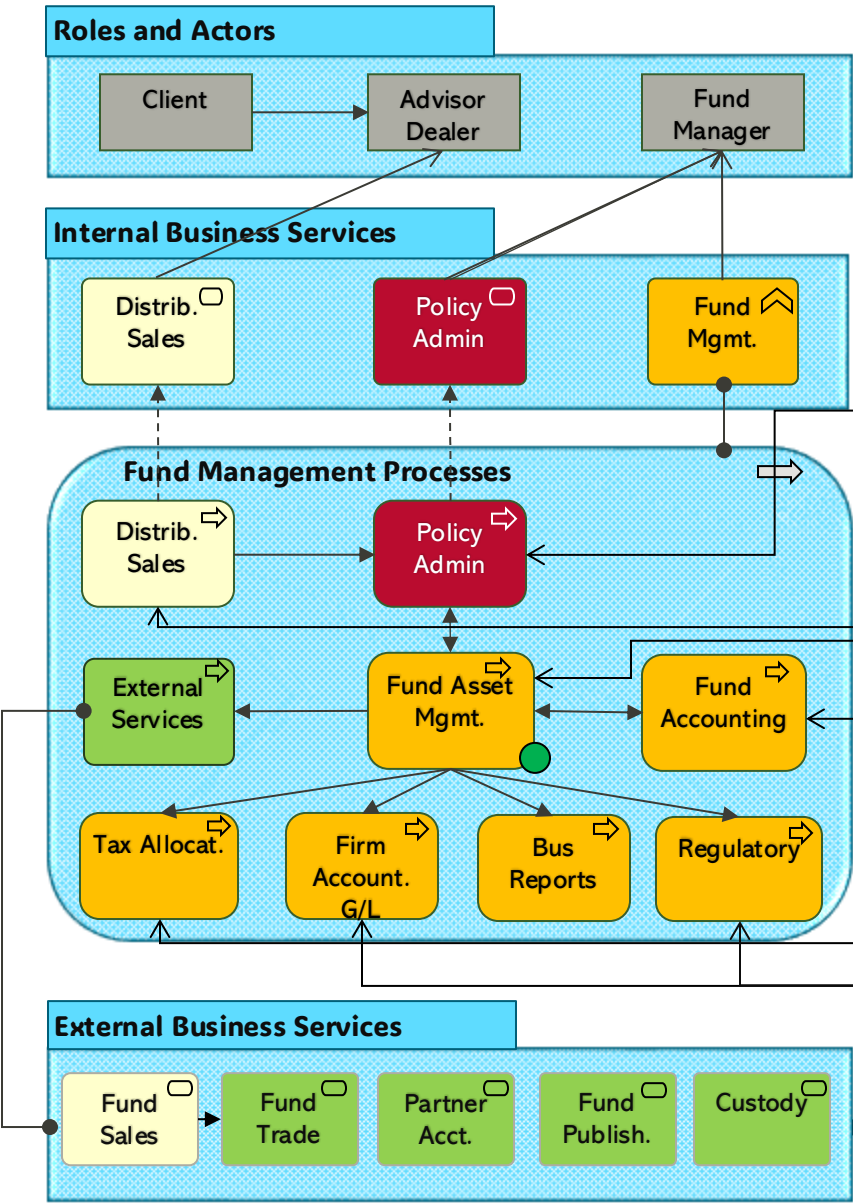 Roles and Actors
Client
Advisor
Dealer
Fund
Manager
Internal Business Services
Distrib.
Sales
Policy
Admin
Fund
Mgmt.
Fund Management Processes
Distrib.
Sales
Policy
Admin
External
Services
Fund Asset
Mgmt.
Fund
Accounting
Tax Allocat.
Firm
Account.
G/L
Bus
Reports
Regulatory
External Business Services
Fund
Sales
Fund
Trade
Partner
Acct.
Fund
Publish.
Custody